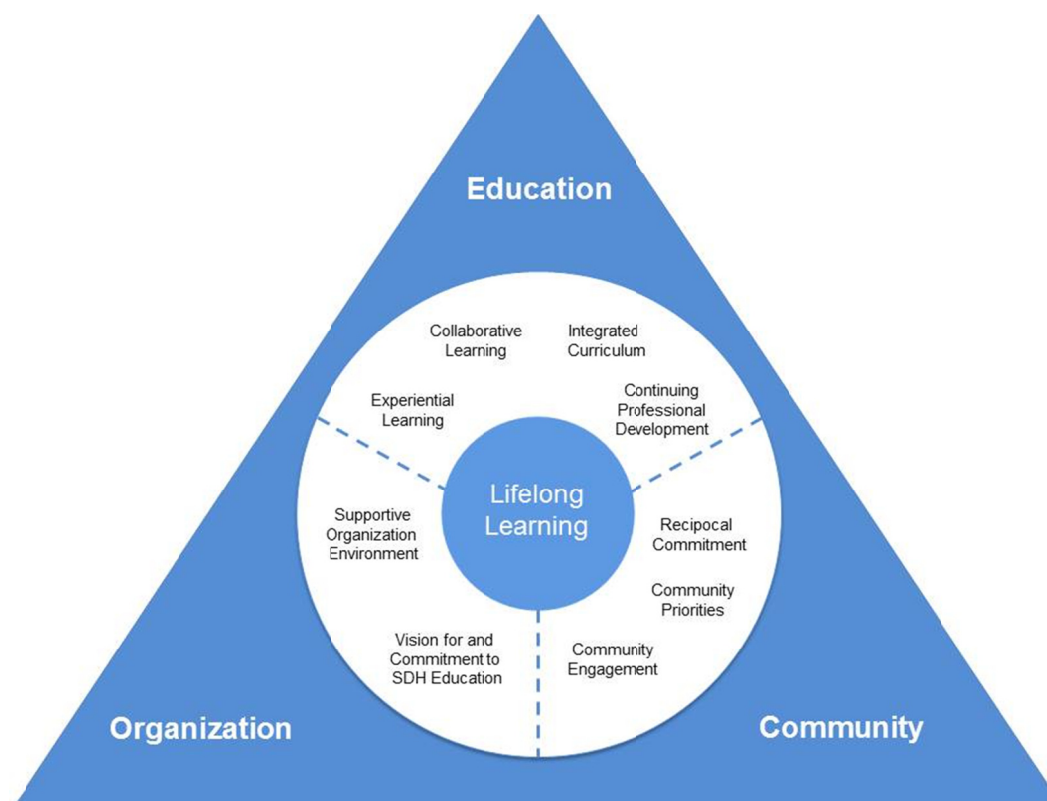 Education
Collaborative
Learning
Integrated
Curriculum
Experiential
Learning
Continuing
Professional
Development
Lifelong
Learning
Supportive
Organization
Environment
Reciprocal
Commitment
Community
Priorities
Vision for and
Commitment to
SDH Education
Community
Engagement
Organization
Community